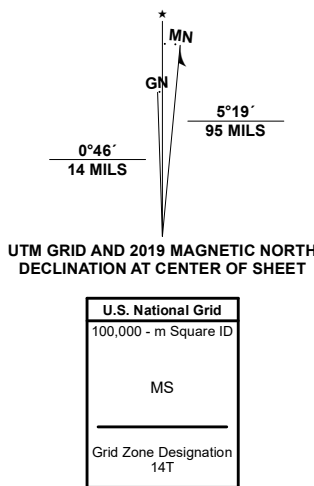 ★
MN
GN
5°19´
95 MILS
0°46´
14 MILS
UTM GRID AND 2019 MAGNETIC NORTH
DECLINATION AT CENTER OF SHEET
U.S. National Grid
100,000 - m Square ID
MS
Grid Zone Designation
14T